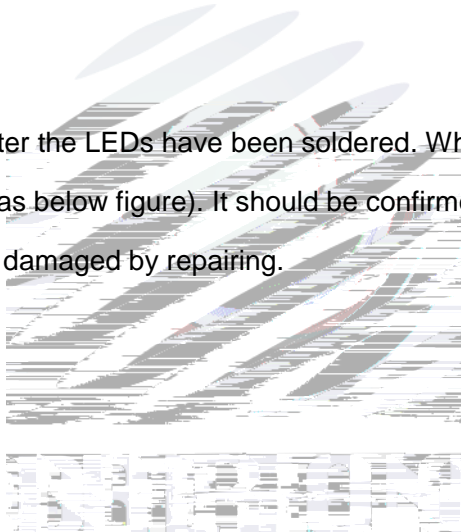 ter the LEDs have been soldered. Wh
as below figure). It should be confirme
damaged by repairing.